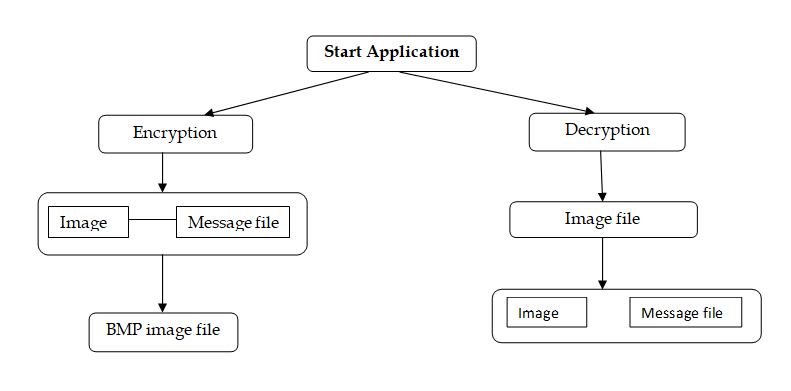 Start Application
Encryption
Decryption
Image
Message file
Image file
BMP image file
Image
Message file